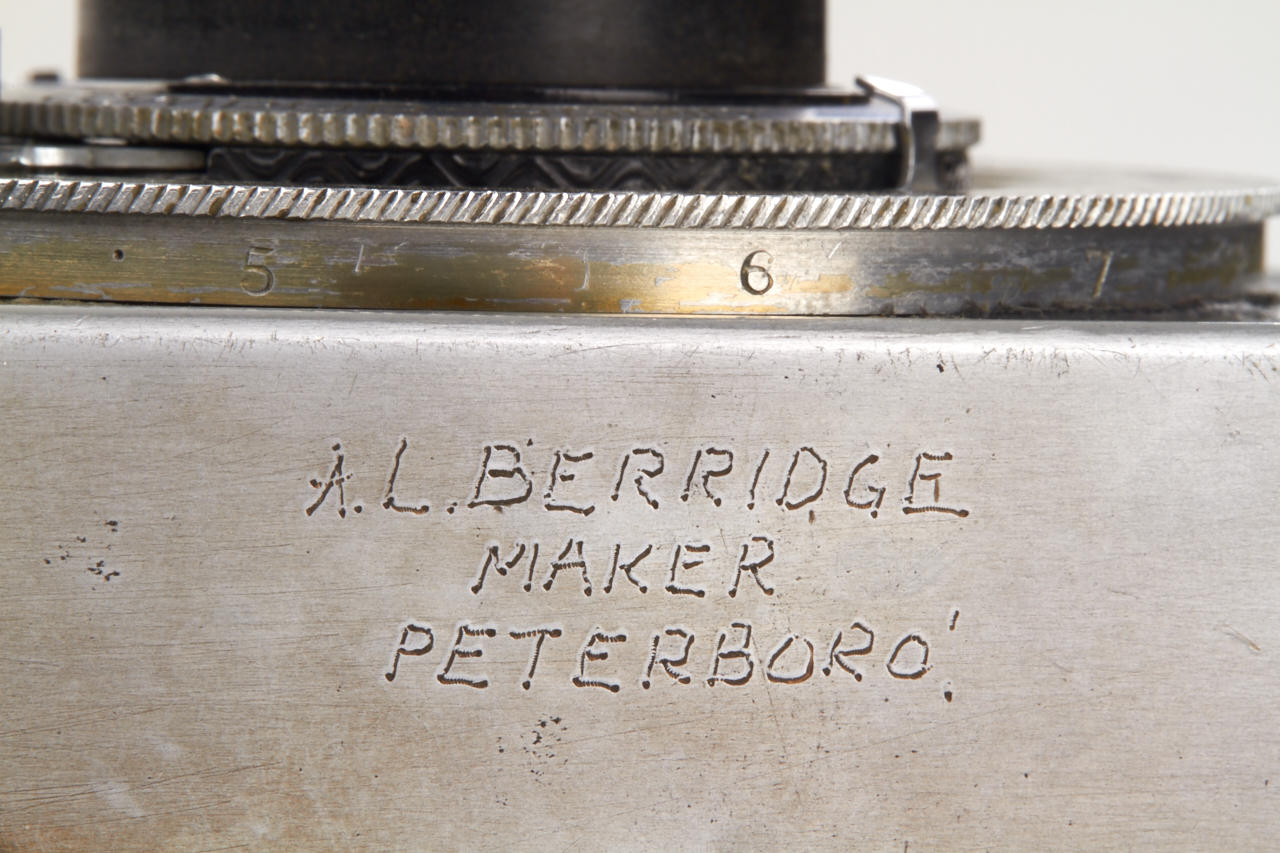 5 6 7
A.L.BERRIDGE
MAKER
PETERBORO'